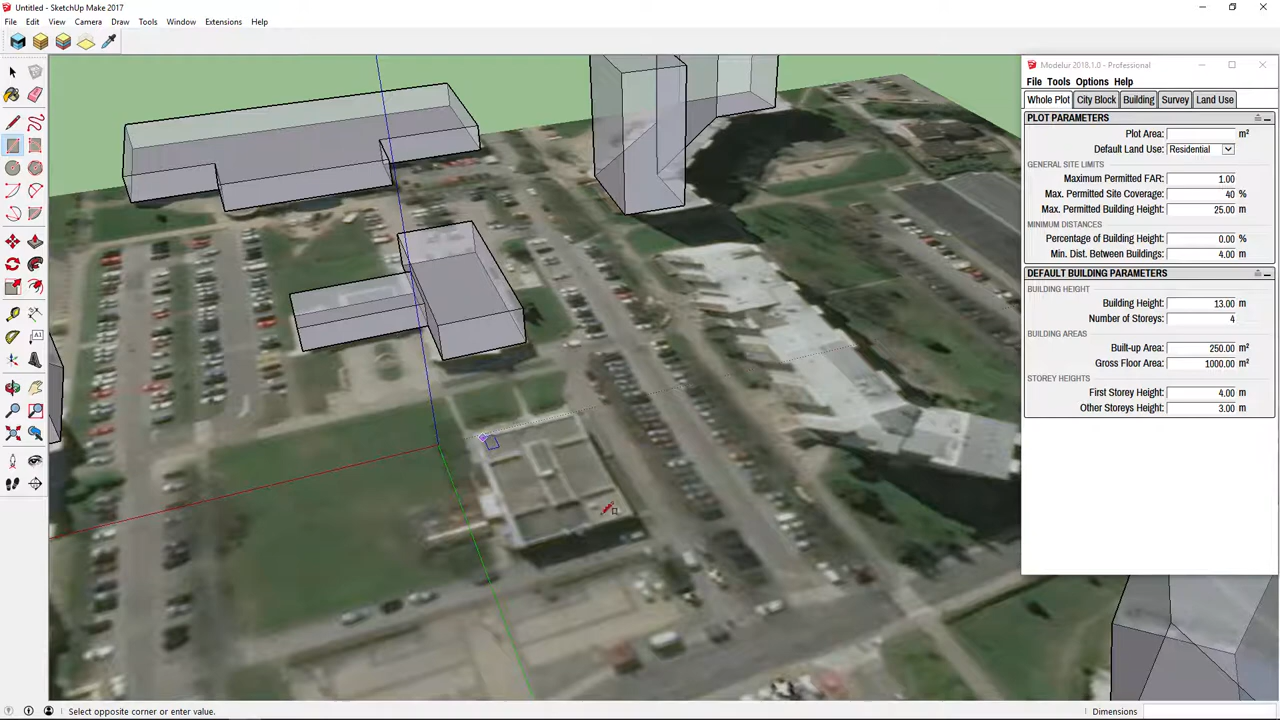 Untitled - SketchUp Make 2017
File Edit View Camera Draw Tools Window Extensions Help
Modelur 2018.1.0 - Professional
File Tools Options Help
Whole Plot City Block Building Survey Land Use
PLOT PARAMETERS
Plot Area: m²
Default Land Use: Residential
GENERAL SITE LIMITS
Maximum Permitted FAR: 1.00
Max. Permitted Site Coverage: 40 %
Max. Permitted Building Height: 25.00 m
MINIMUM DISTANCES
Percentage of Building Height: 0.00 %
Min. Dist. Between Buildings: 4.00 m
DEFAULT BUILDING PARAMETERS
BUILDING HEIGHT
Building Height: 13.00 m
Number of Storeys: 4
BUILDING AREAS
Built-up Area: 250.00 m²
Gross Floor Area: 1000.00 m²
STOREY HEIGHTS
First Storey Height: 4.00 m
Other Storeys Height: 3.00 m
Select opposite corner or enter value.
Dimensions